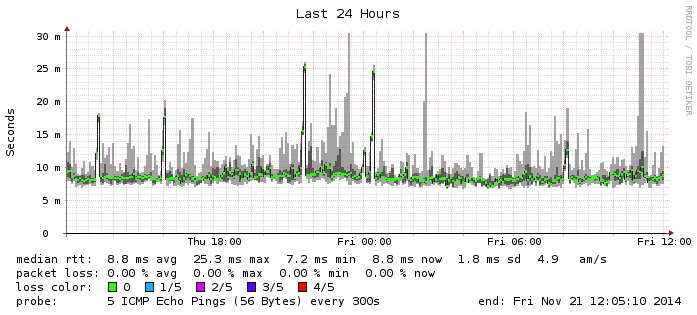 Last 24 Hours
RRDTOOL / TOBI OETIKER
Seconds
30 m
25 m
20 m
15 m
10 m
5 m
0
Thu 18:00 Fri 00:00 Fri 06:00 Fri 12:00
median rtt: 8.8 ms avg 25.3 ms max 7.2 ms min 8.8 ms now 1.8 ms sd 4.9 am/s
packet loss: 0.00 % avg 0.00 % max 0.00 % min 0.00 % now
loss color: 0 1/5 2/5 3/5 4/5
probe: 5 ICMP Echo Pings (56 Bytes) every 300s end: Fri Nov 21 12:05:10 2014